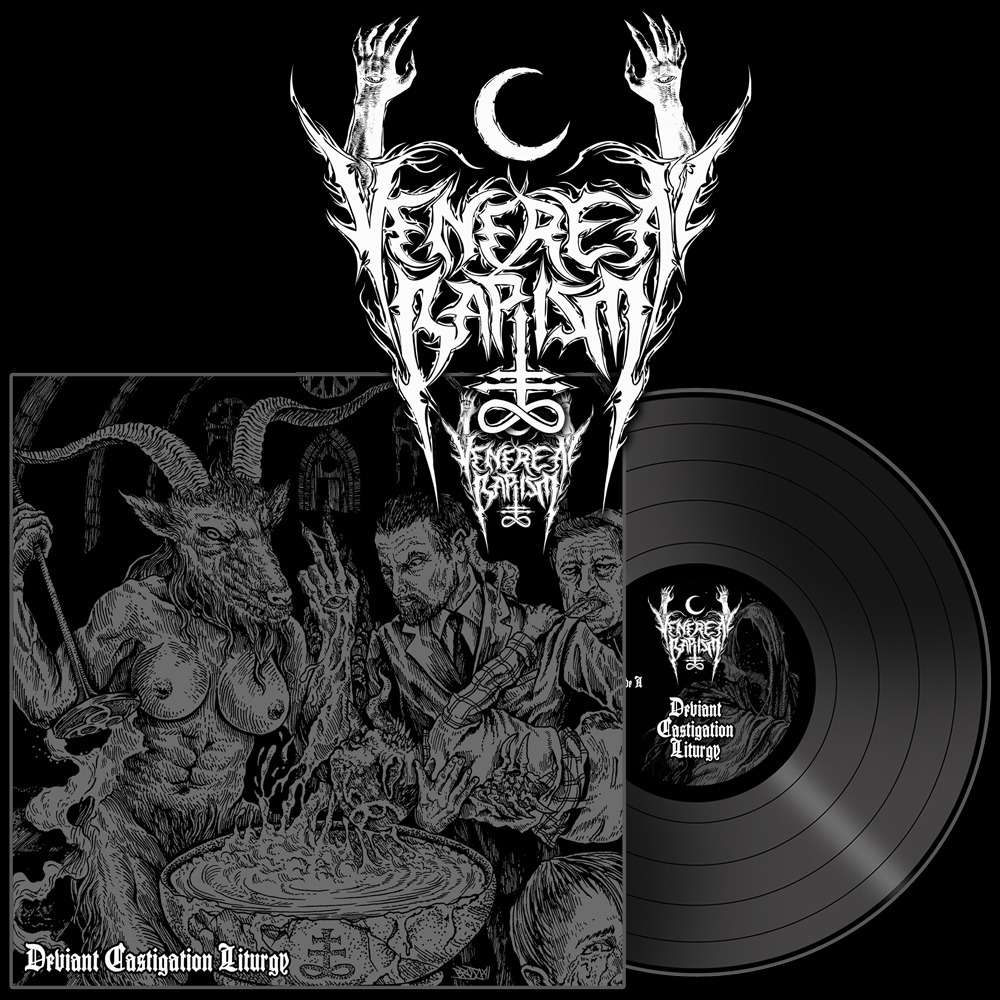 VENEREAL
BAPTISM
VENEREAL
BAPTISM
VENEREAL
BAPTISM
Deviant
Castigation
Liturgy
Deviant Castigation Liturgy